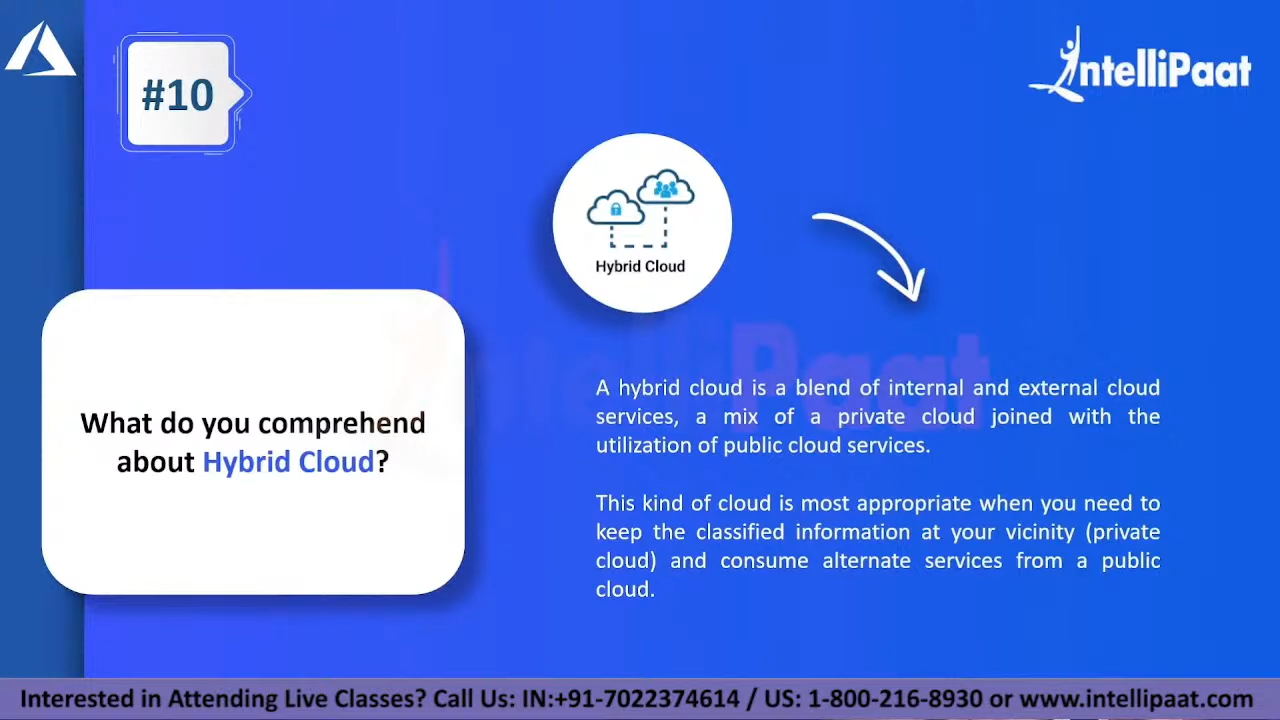 #10
IntelliPaat
Hybrid Cloud
What do you comprehend
about Hybrid Cloud?
A hybrid cloud is a blend of internal and external cloud
services, a mix of a private cloud joined with the
utilization of public cloud services.
This kind of cloud is most appropriate when you need to
keep the classified information at your vicinity (private
cloud) and consume alternate services from a public
cloud.
IntelliPaat
Interested in Attending Live Classes? Call Us: IN:+91-7022374614 / US: 1-800-216-8930 or www.intellipaat.com